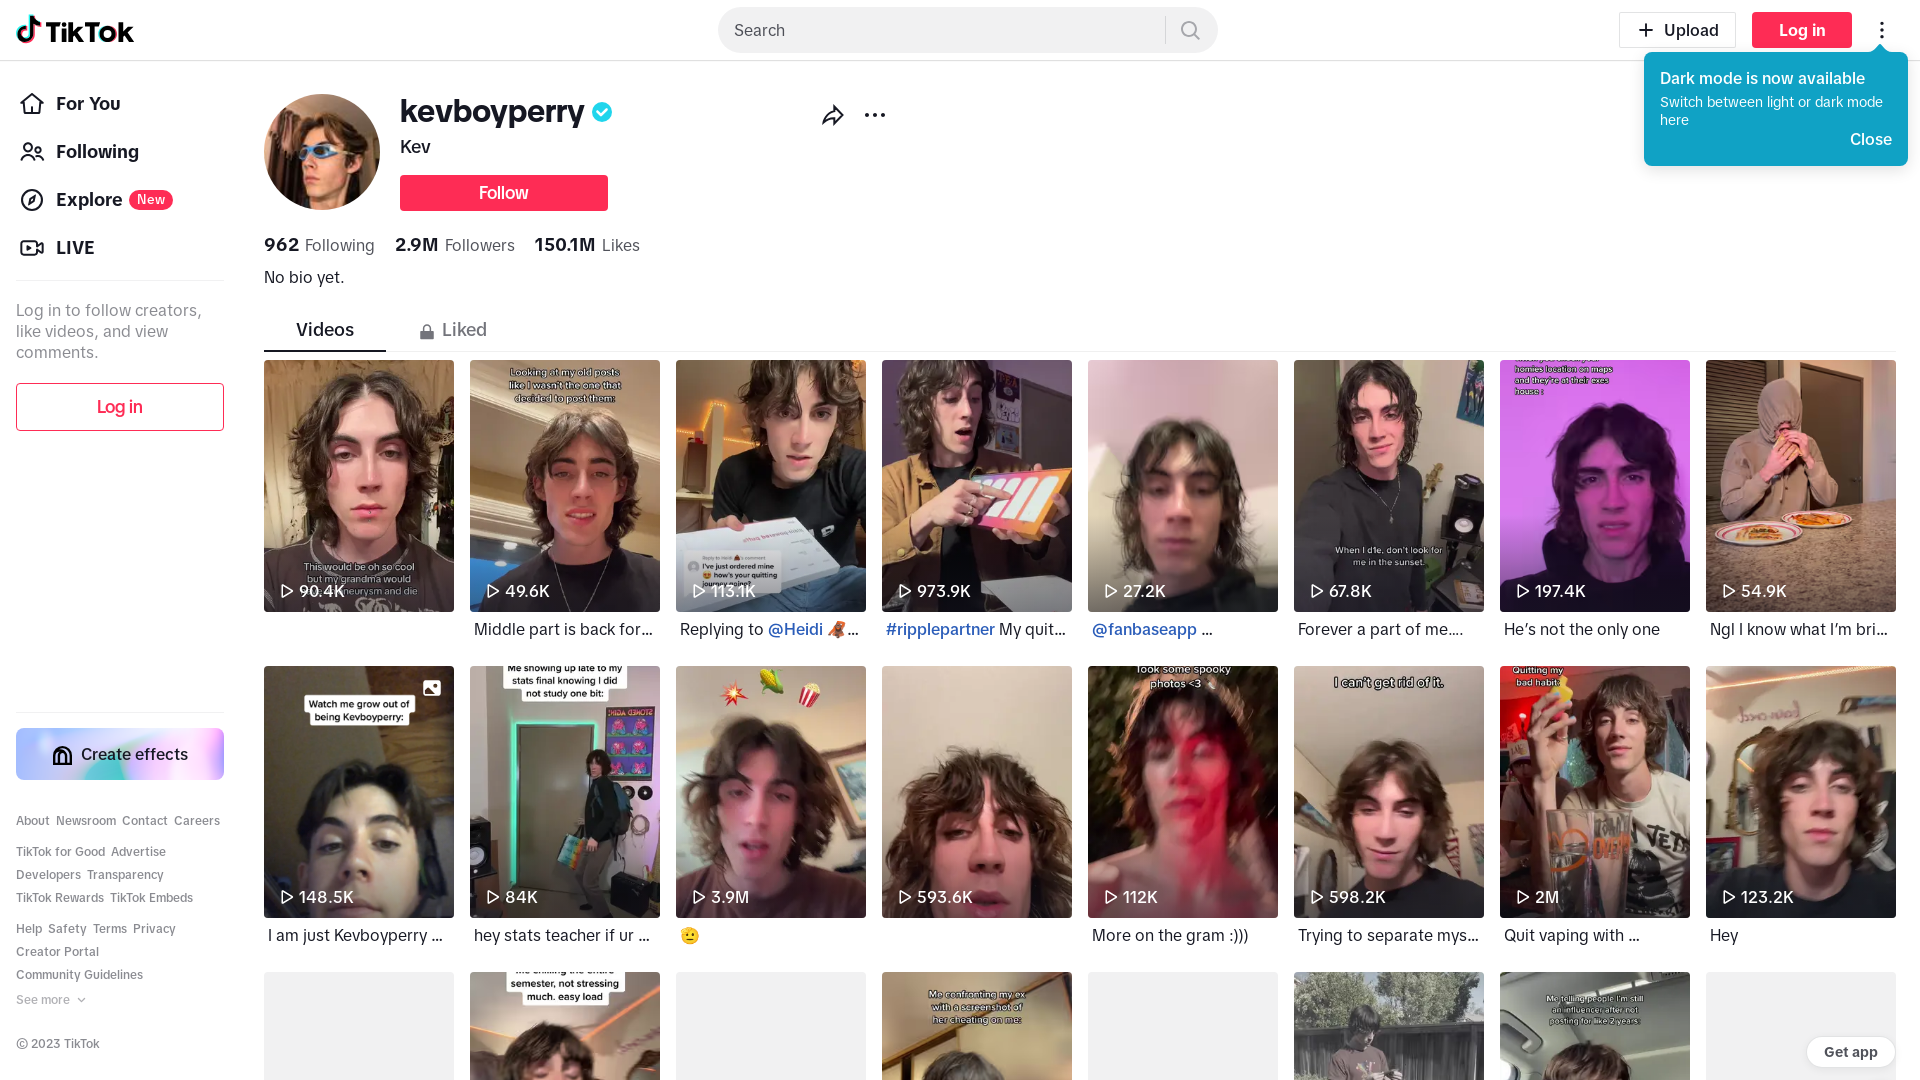 TikTok
Search
Upload
Log in
Dark mode is now available
Switch between light or dark mode
here
Close
For You
Following
Explore New
LIVE
Log in to follow creators,
like videos, and view
comments.
Log in
Create effects
About Newsroom Contact Careers
TikTok for Good Advertise
Developers Transparency
TikTok Rewards TikTok Embeds
Help Safety Terms Privacy
Creator Portal
Community Guidelines
See more
© 2023 TikTok
kevboyperry
Kev
Follow
962 Following 2.9M Followers 150.1M Likes
No bio yet.
Videos
Liked
This would be oh so cool
but my grandma would
neurysm and die
90.4K
Looking at my old posts
like I wasn't the one that
decided to post them:
49.6K
Middle part is back for...
Reply to Heidi's comment
I've just ordered mine
😍 how's your quitting
journey going?
113.1K
Replying to @Heidi 🦧...
973.9K
#ripplepartner My quit...
27.2K
@fanbaseapp ...
When I d1e, don't look for
me in the sunset.
67.8K
Forever a part of me....
homies location on maps
and they're at their exes
house :
197.4K
He's not the only one
54.9K
Ngl I know what I'm bri...
Watch me grow out of
being Kevboyperry:
148.5K
I am just Kevboyperry ...
Me showing up late to my
stats final knowing I did
not study one bit:
84K
hey stats teacher if ur ...
💥 🌽 🍿
3.9M
🫡
593.6K
Took some spooky
photos <3
112K
More on the gram :)))
I can't get rid of it.
598.2K
Trying to separate mys...
Quitting my
bad habit:
2M
Quit vaping with ...
123.2K
Hey
Me chilling the entire
semester, not stressing
much. easy load
Me confronting my ex
with a screenshot of
her cheating on me:
Me telling people I'm still
an influencer after not
posting for like 2 years:
Get app